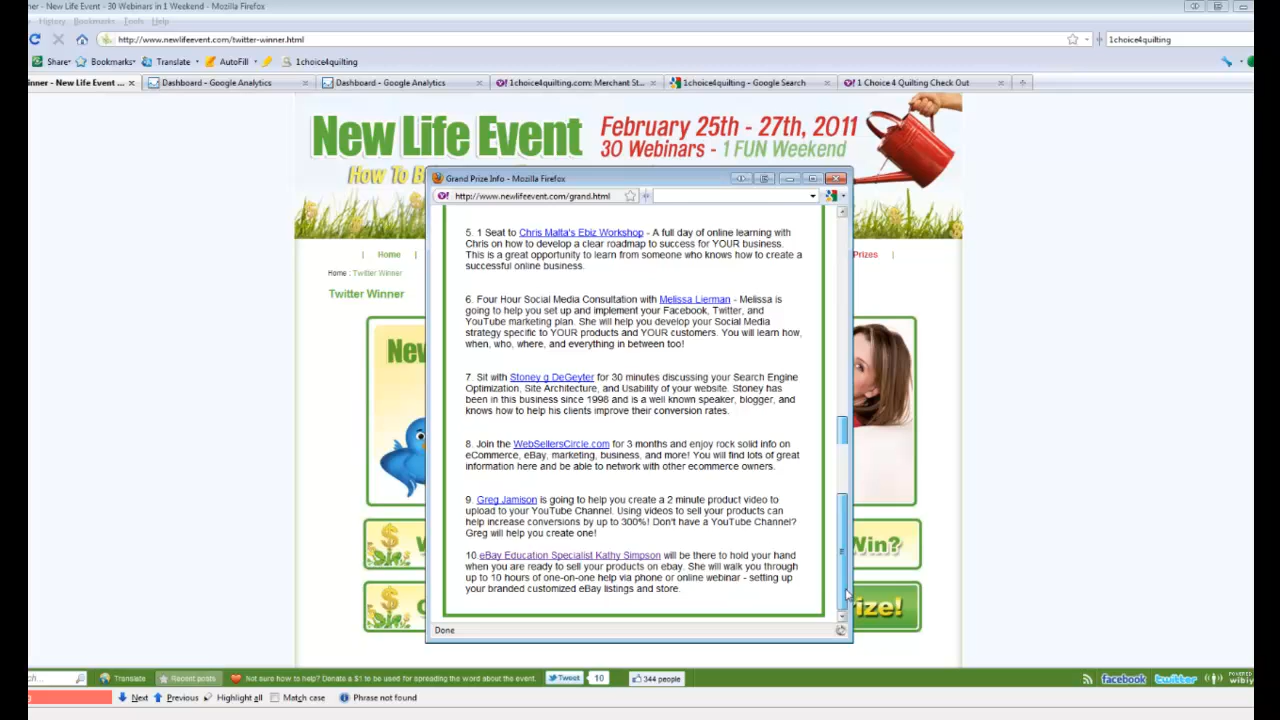 ner - New Life Event - 30 Webinars in 1 Weekend - Mozilla Firefox
History Bookmarks Tools Help
http://www.newlifeevent.com/twitter-winner.html
1choice4quilting
Share Bookmarks Translate AutoFill 1choice4quilting
inner - New Life Event ... Dashboard - Google Analytics Dashboard - Google Analytics 1choice4quilting.com: Merchant St... 1choice4quilting - Google Search 1 Choice 4 Quilting Check Out
New Life Event
February 25th - 27th, 2011
30 Webinars - 1 FUN Weekend
How To B
Grand Prize Info - Mozilla Firefox
http://www.newlifeevent.com/grand.html
Home
Prizes
Home : Twitter Winner
Twitter Winner
New
5. 1 Seat to Chris Malta's Ebiz Workshop - A full day of online learning with
Chris on how to develop a clear roadmap to success for YOUR business.
This is a great opportunity to learn from someone who knows how to create a
successful online business.
6. Four Hour Social Media Consultation with Melissa Lierman - Melissa is
going to help you set up and implement your Facebook, Twitter, and
YouTube marketing plan. She will help you develop your Social Media
strategy specific to YOUR products and YOUR customers. You will learn how,
when, who, where, and everything in between too!
7. Sit with Stoney g DeGeyter for 30 minutes discussing your Search Engine
Optimization, Site Architecture, and Usability of your website. Stoney has
been in this business since 1998 and is a well known speaker, blogger, and
knows how to help his clients improve their conversion rates.
8. Join the WebSellersCircle.com for 3 months and enjoy rock solid info on
eCommerce, eBay, marketing, business, and more! You will find lots of great
information here and be able to network with other ecommerce owners.
9. Greg Jamison is going to help you create a 2 minute product video to
upload to your YouTube Channel. Using videos to sell your products can
help increase conversions by up to 300%! Don't have a YouTube Channel?
Greg will help you create one!
10. eBay Education Specialist Kathy Simpson will be there to hold your hand
when you are ready to sell your products on ebay. She will walk you through
up to 10 hours of one-on-one help via phone or online webinar - setting up
your branded customized eBay listings and store.
Win?
ize!
Done
ch... Translate Recent posts Not sure how to help? Donate a $1 to be used for spreading the word about the event. Tweet 10 344 people facebook twitter
Next Previous Highlight all Match case Phrase not found